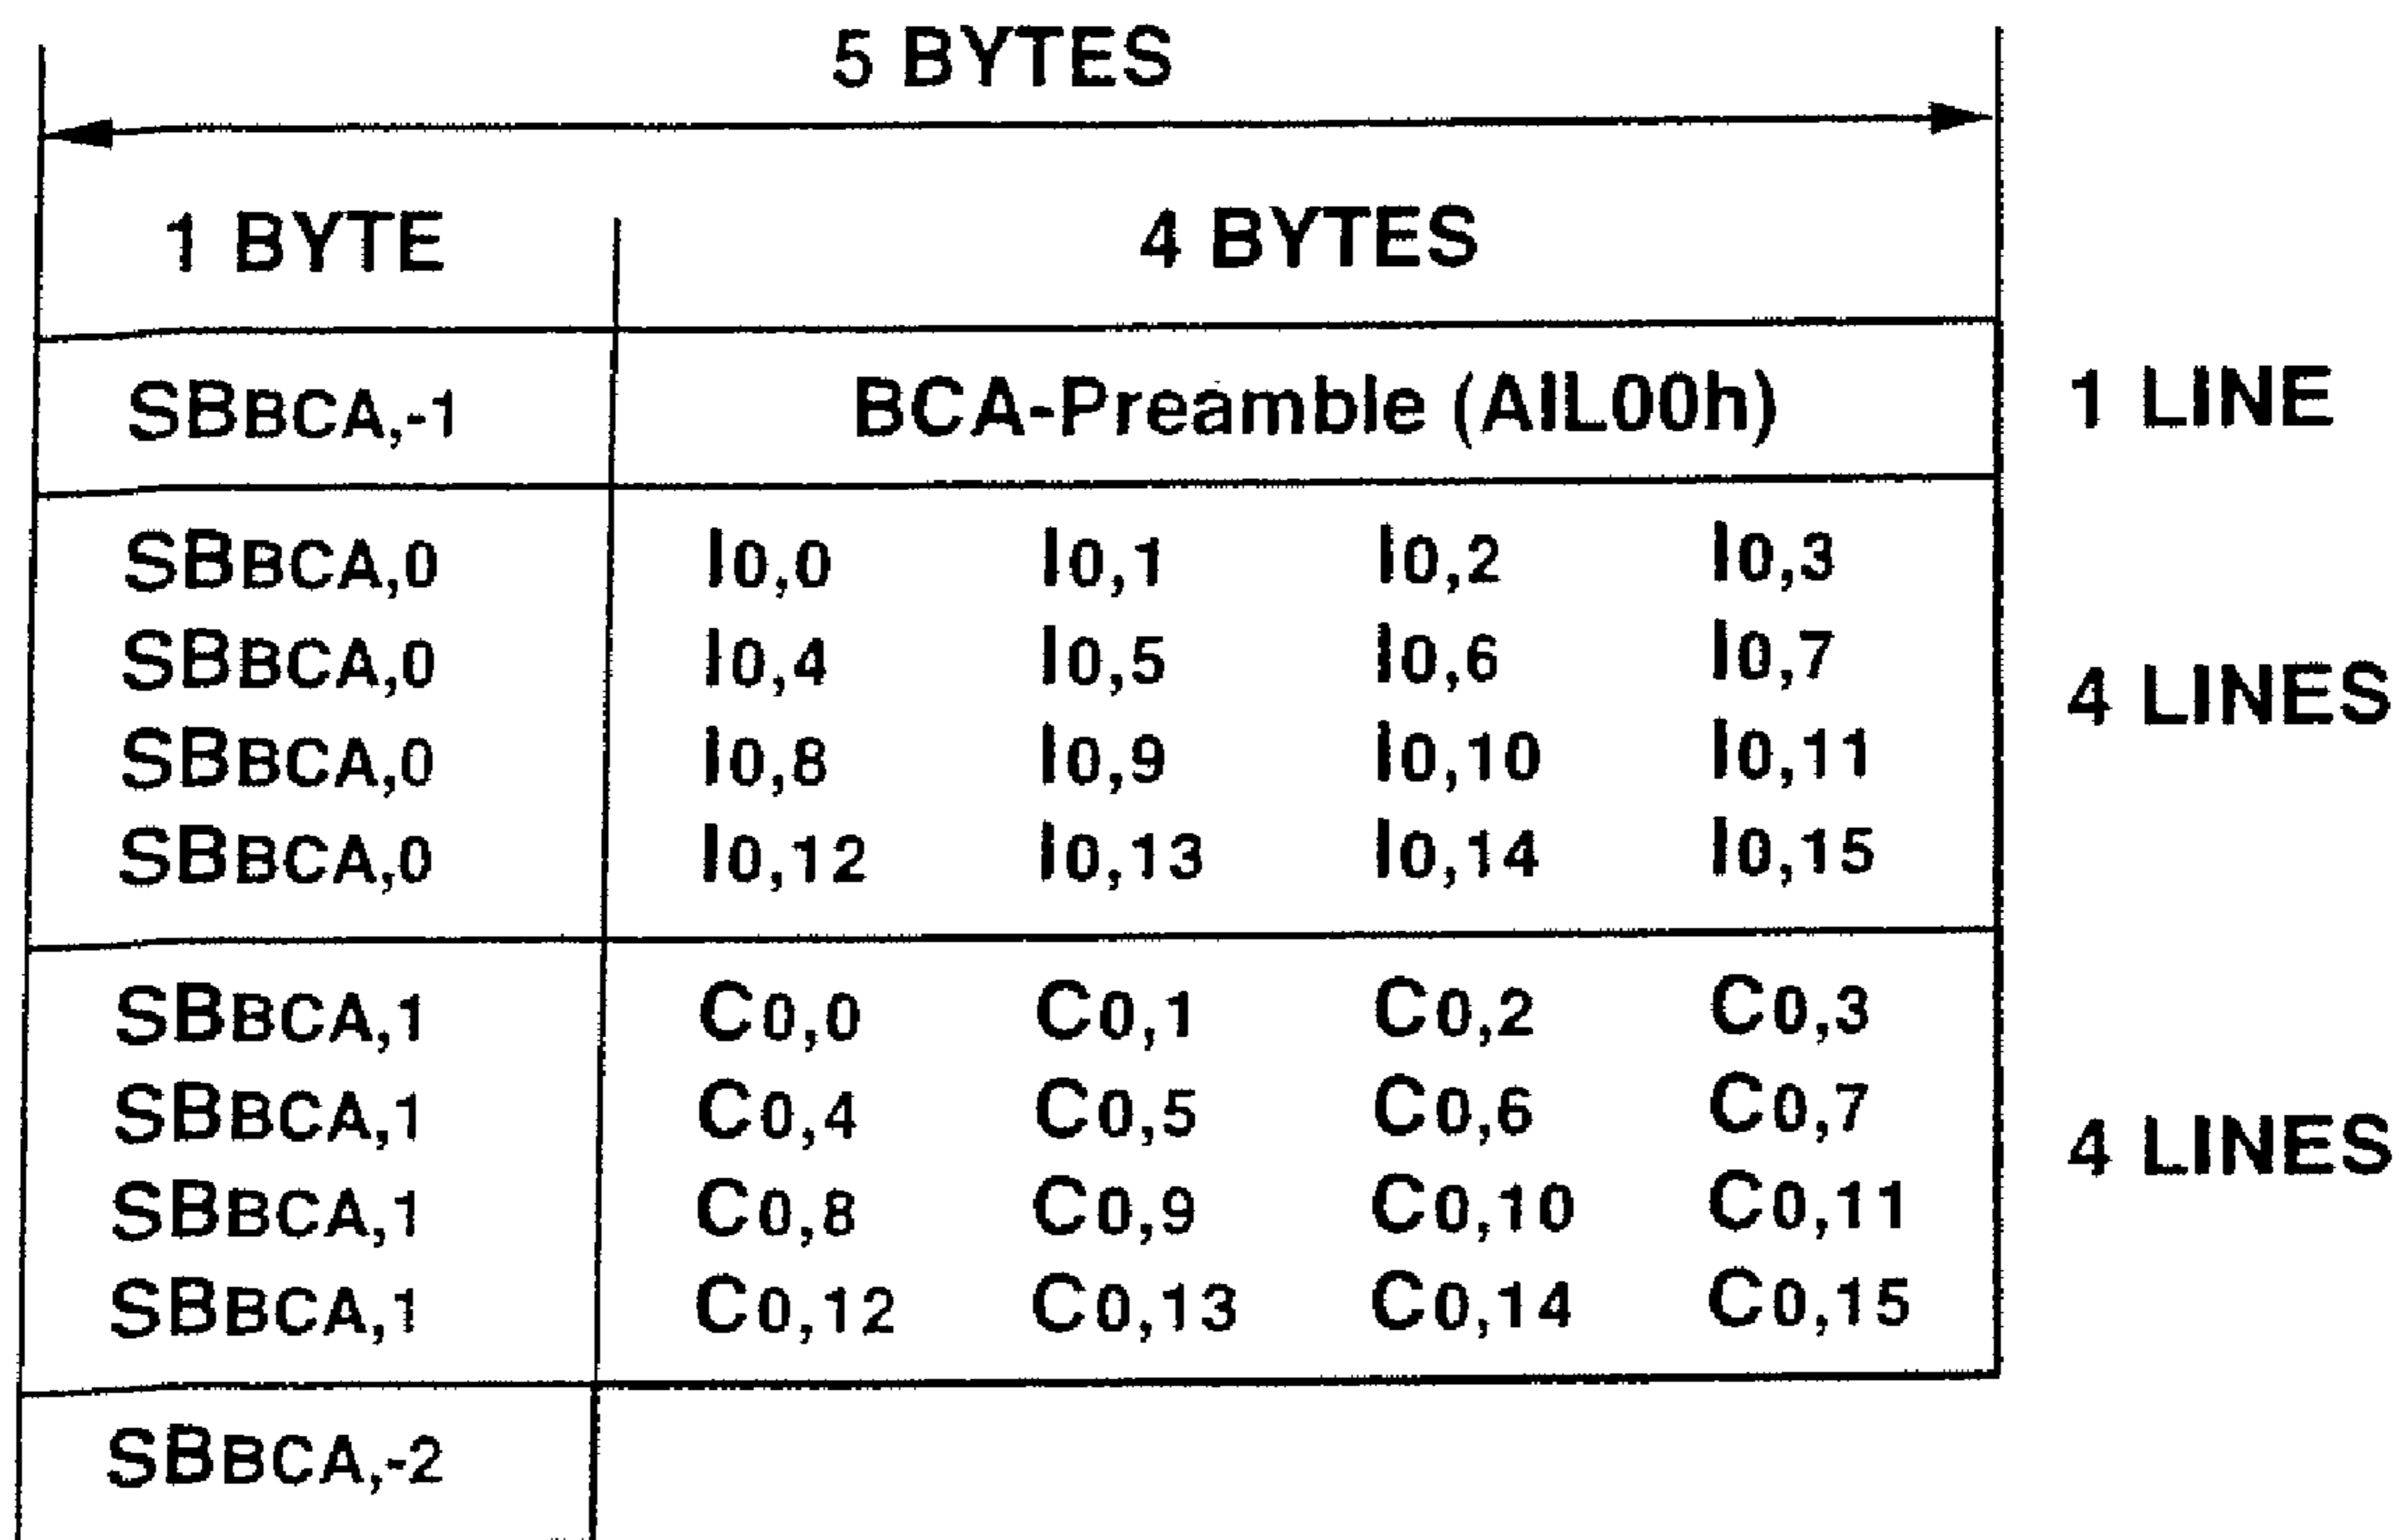 5 BYTES
1 BYTE 4 BYTES
SBBCA,-1 BCA-Preamble (AIL00h) 1 LINE
SBBCA,0 I0,0 I0,1 I0,2 I0,3
SBBCA,0 I0,4 I0,5 I0,6 I0,7
4 LINES
SBBCA,0 I0,8 I0,9 I0,10 I0,11
SBBCA,0 I0,12 I0,13 I0,14 I0,15
SBBCA,1 C0,0 C0,1 C0,2 C0,3
SBBCA,1 C0,4 C0,5 C0,6 C0,7
4 LINES
SBBCA,1 C0,8 C0,9 C0,10 C0,11
SBBCA,1 C0,12 C0,13 C0,14 C0,15
SBBCA,-2